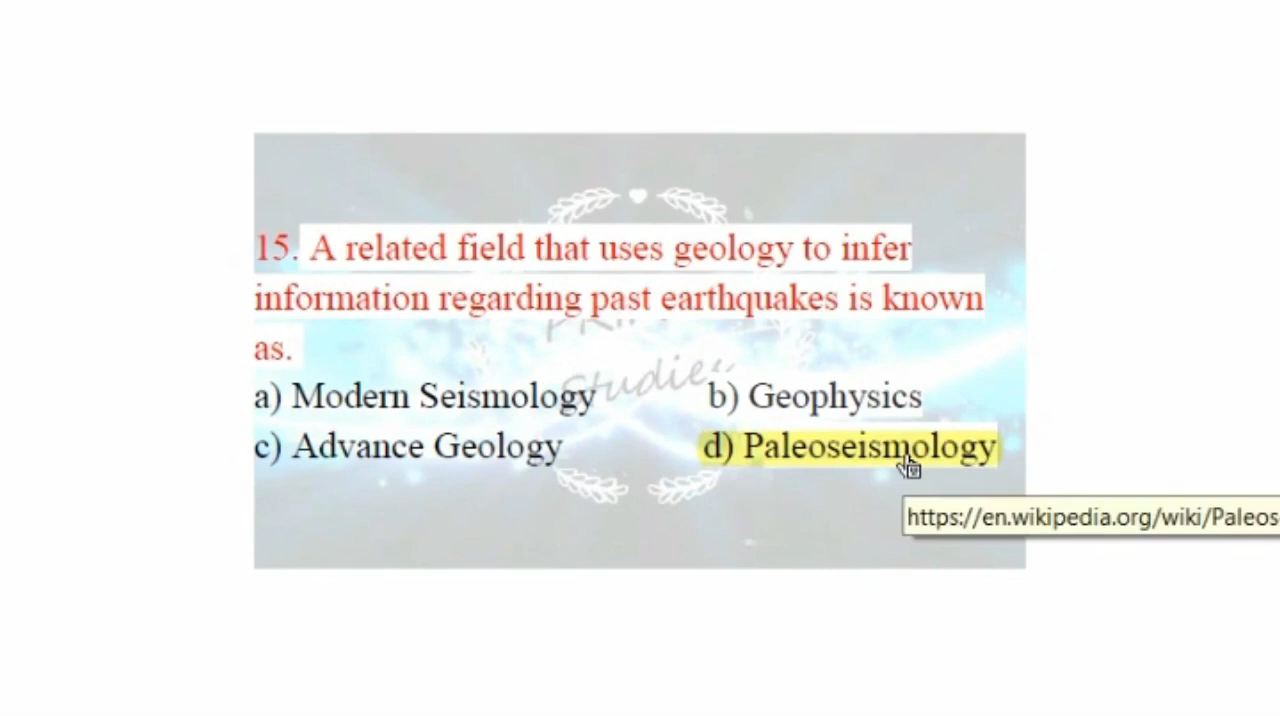 15. A related field that uses geology to infer
information regarding past earthquakes is known
as.
a) Modern Seismology b) Geophysics
c) Advance Geology d) Paleoseismology
https://en.wikipedia.org/wiki/Paleos
Studies